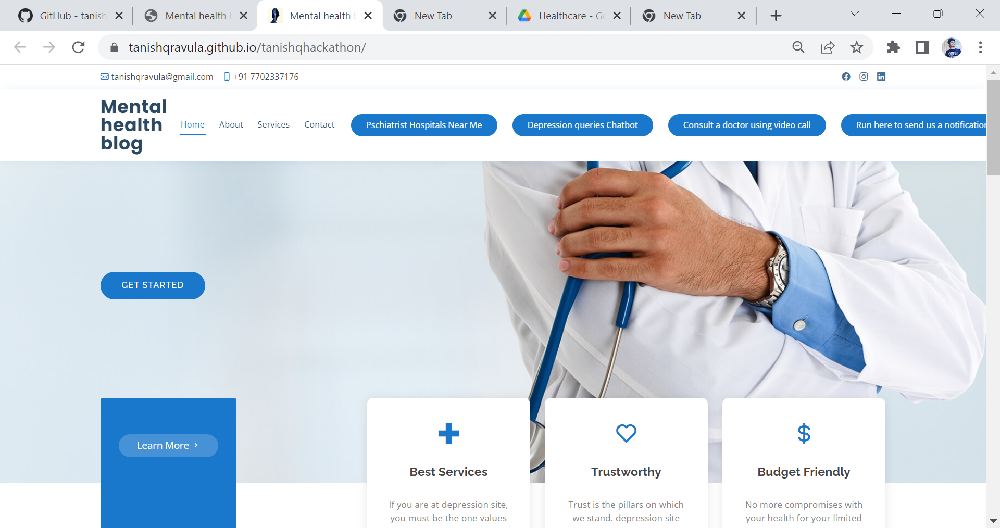 GitHub - tanish
Mental health
Mental health
New Tab
Healthcare - Go
New Tab
tanishqravula.github.io/tanishqhackathon/
tanishqravula@gmail.com
+91 7702337176
Mental
health
blog
Home
About
Services
Contact
Pschiatrist Hospitals Near Me
Depression queries Chatbot
Consult a doctor using video call
Run here to send us a notification
GET STARTED
Learn More
Best Services
If you are at depression site,
you must be the one values
Trustworthy
Trust is the pillars on which
we stand. depression site
Budget Friendly
No more compromises with
your health for your limited